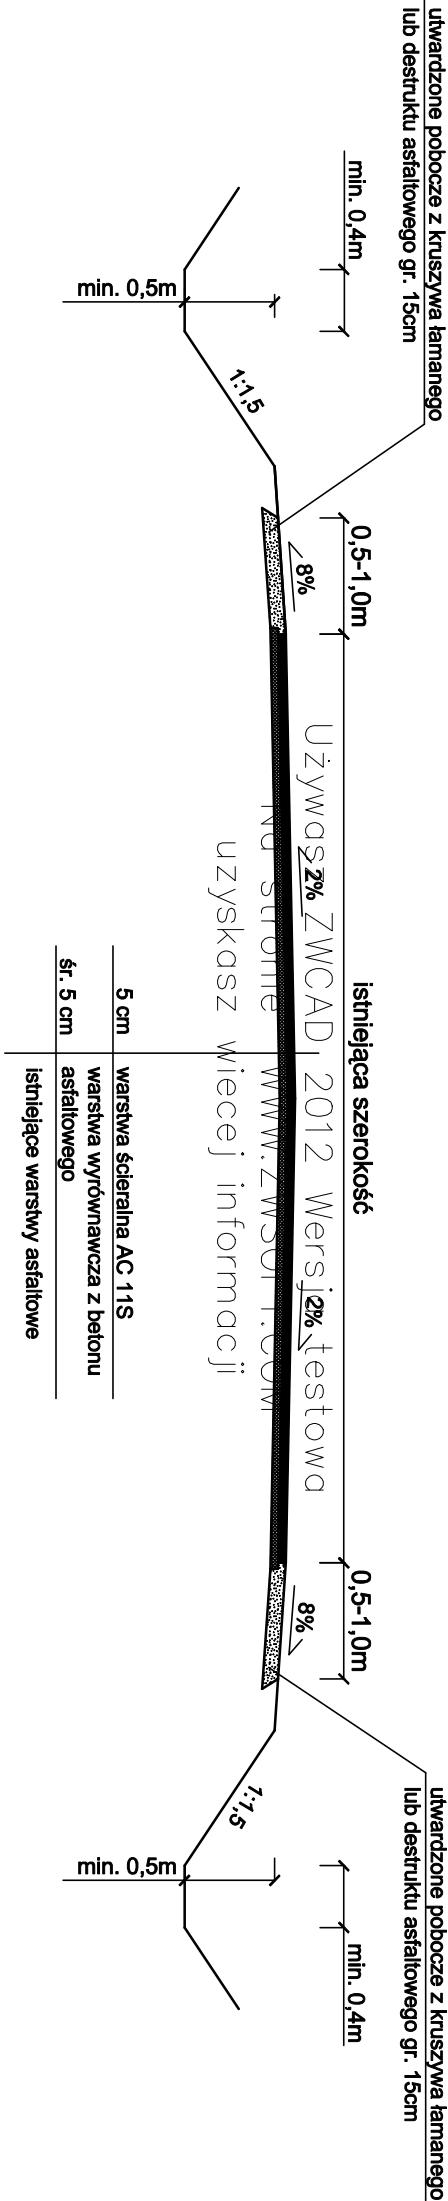 utwardzone pobocze z kruszywa łamanego
lub destruktu asfaltowego gr. 15cm
utwardzone pobocze z kruszywa łamanego
lub destruktu asfaltowego gr. 15cm
min. 0,4m
0,5-1,0m
istniejąca szerokość
0,5-1,0m
min. 0,4m
8%
2%
2%
8%
Używasz ZWCAD 2012 Wersja testowa
Na stronie www.zwsoft.com
uzyskasz wiecej informacji
1:1,5
1:1,5
min. 0,5m
min. 0,5m
5 cm warstwa ścieralna AC 11S
warstwa wyrównawcza z betonu
śr. 5 cm asfaltowego
istniejące warstwy asfaltowe